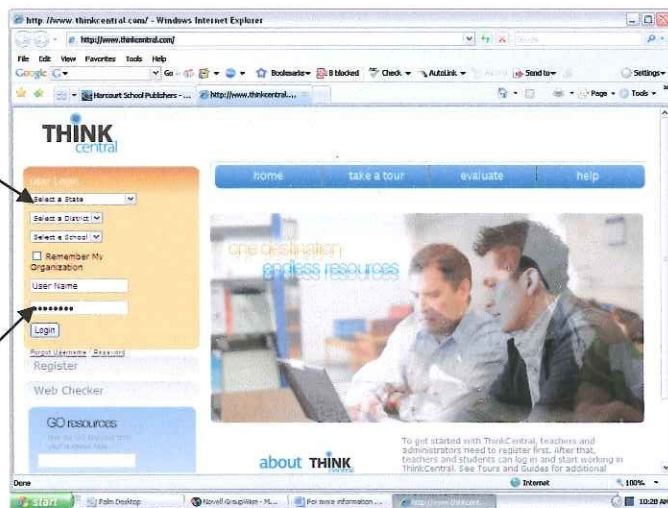 http://www.thinkcentral.com/ - Windows Internet Explorer
http://www.thinkcentral.com/
File Edit View Favorites Tools Help
Google G Go Bookmarks 8 blocked Check AutoLink Send to Settings
Harcourt School Publishers - ... http://www.thinkcentral.... Page Tools
THINK
central
User Login
home take a tour evaluate help
Select a State
Select a District
Select a School
Remember My
Organization
User Name
Login
Forgot Username Password
Register
Web Checker
GO resources
one destination
endless resources
about THINK
central
To get started with ThinkCentral, teachers and
administrators need to register first. After that,
teachers and students can log in and start working in
ThinkCentral. See Tours and Guides for additional
Done Internet 100%
start Palm Desktop Novell GroupWise - M... For more information ... 10:28 AM